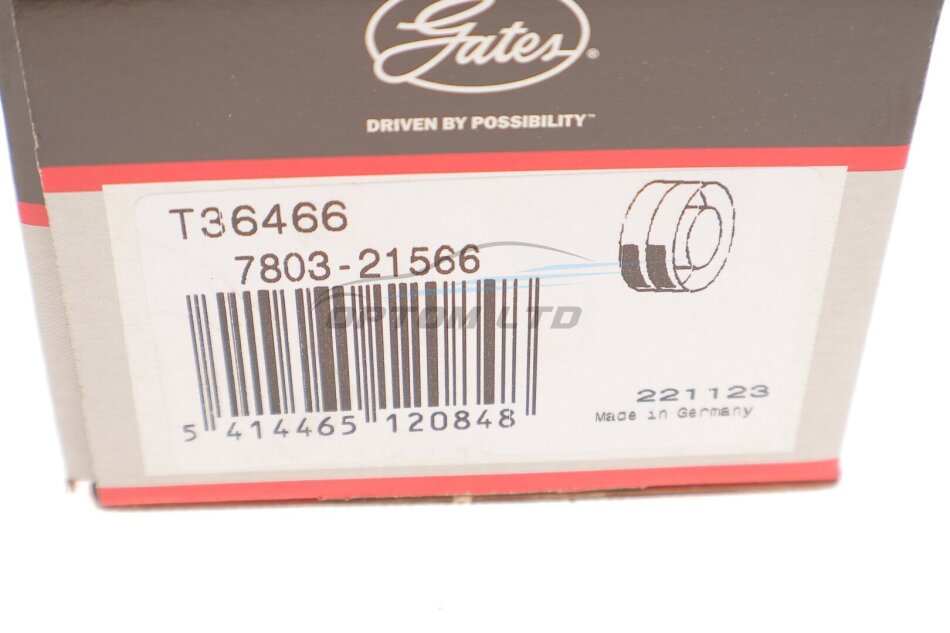 Gates®
DRIVEN BY POSSIBILITY™
T36466
7803-21566
OPTOM LTD
5 414465 120848
221123
Made in Germany